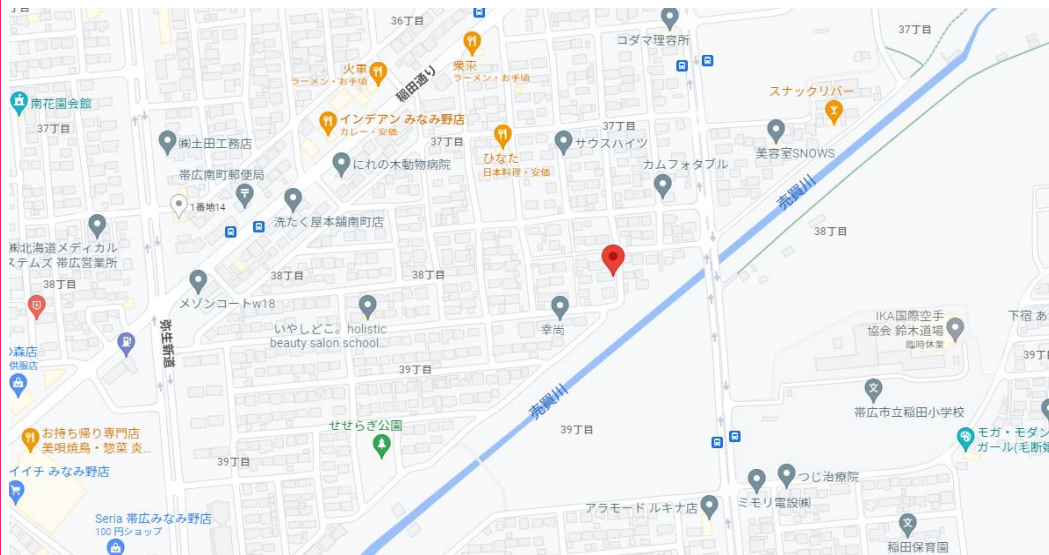 36丁目
37丁目
コダマ理容所
衆来
ラーメン・お手頃
火車
ラーメン・お手頃
稲田通り
スナックリバー
南花園会館
インデアン みなみ野店
カレー・安価
37丁目
37丁目
37丁目
㈱土田工務店
ひなた
日本料理・安価
サウスハイツ
美容室SNOWS
にれの木動物病院
カムフォタブル
帯広南町郵便局
売買川
1番地14
洗たく屋本舗南町店
38丁目
㈱北海道メディカル
ステムズ 帯広営業所
38丁目
38丁目
38丁目
メゾンコートw18
IKA国際空手
協会 鈴木道場
臨時休業
下宿 あ
いやしどこ。holistic
beauty salon school...
幸尚
弥生新道
の森店
供服店
39丁目
39丁
売買川
帯広市立稲田小学校
せせらぎ公園
39丁目
お持ち帰り専門店
美唄焼鳥・惣菜 炎...
モガ・モダン
ガール(毛断嬢
39丁目
イイチ みなみ野店
つじ治療院
ミモリ電設㈱
アラモード ルキナ店
Seria 帯広みなみ野店
100 円ショップ
稲田保育園